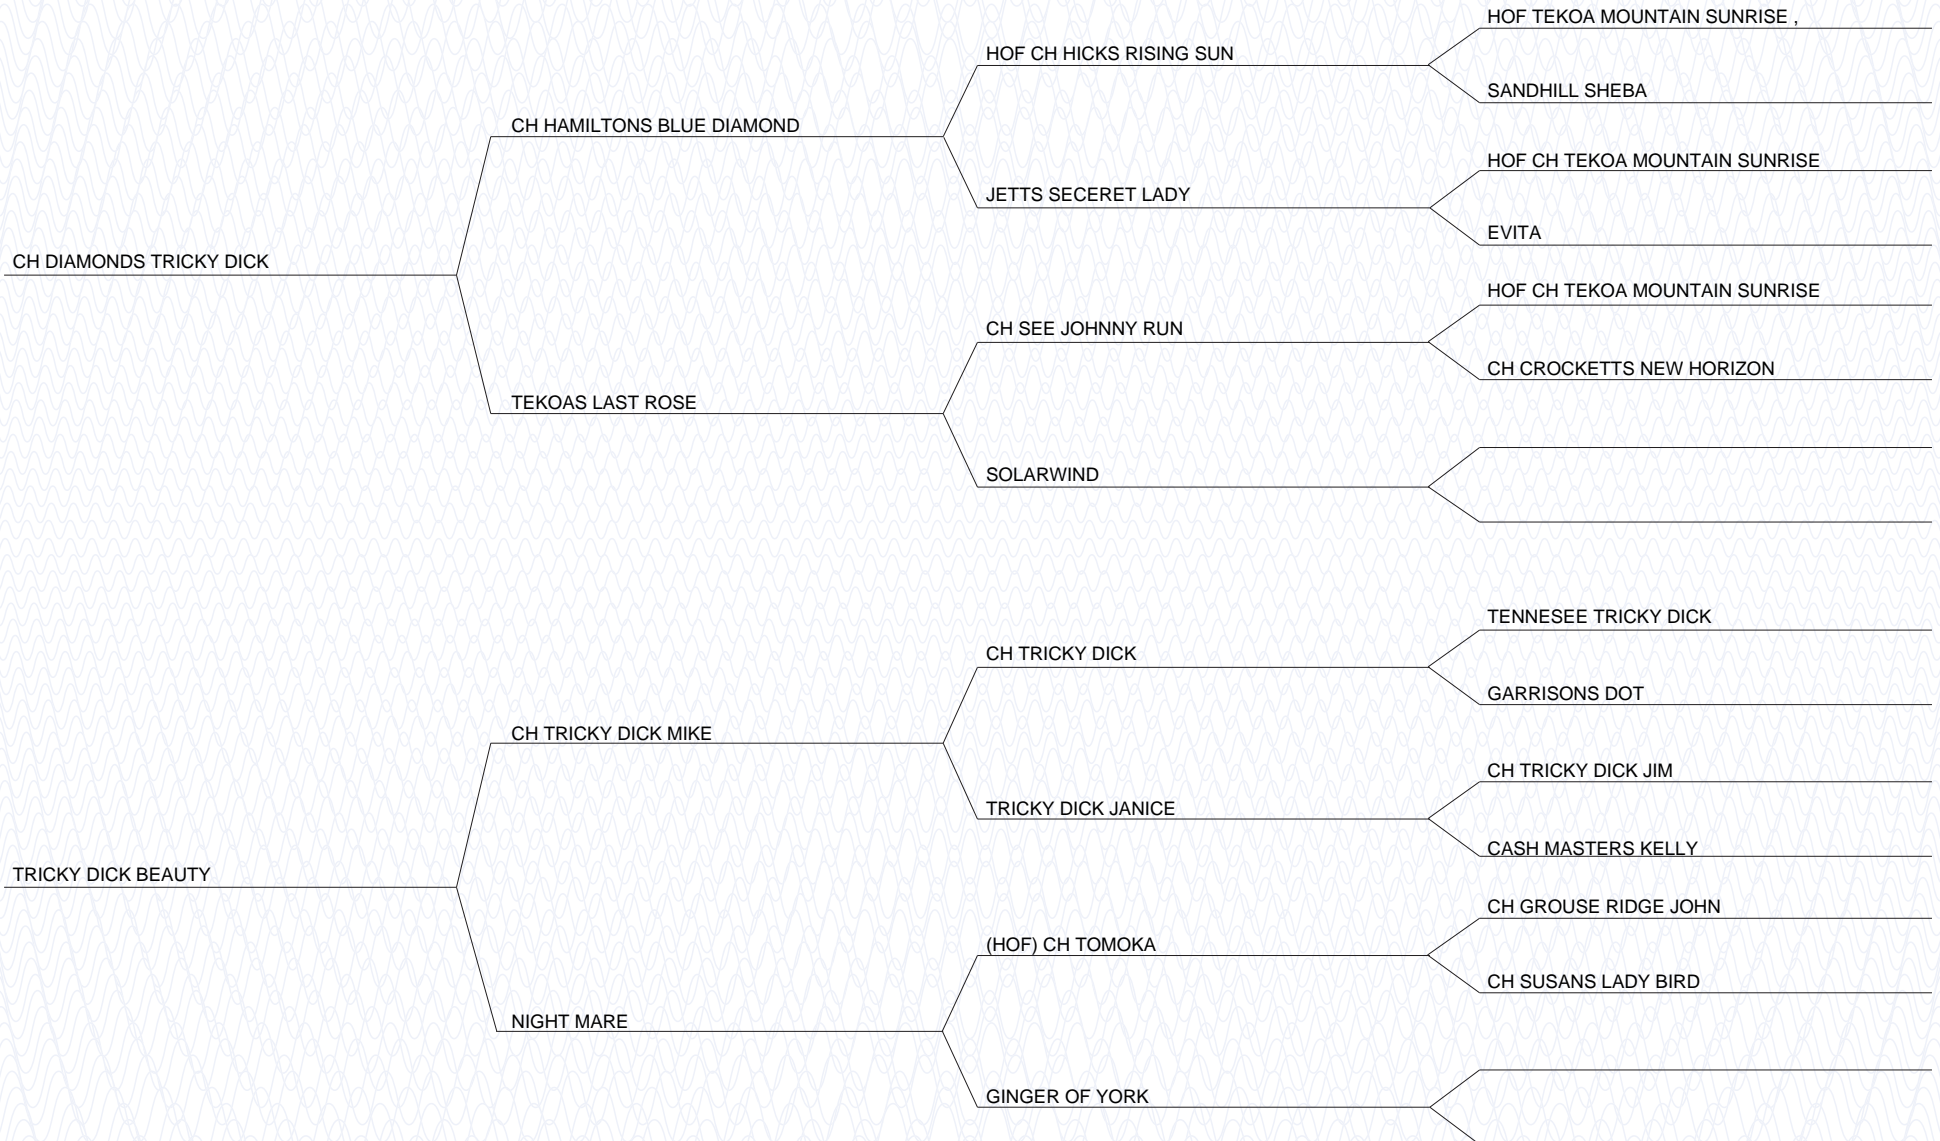 HOF TEKOA MOUNTAIN SUNRISE ,
HOF CH HICKS RISING SUN
SANDHILL SHEBA
CH HAMILTONS BLUE DIAMOND
HOF CH TEKOA MOUNTAIN SUNRISE
JETTS SECERET LADY
EVITA
CH DIAMONDS TRICKY DICK
HOF CH TEKOA MOUNTAIN SUNRISE
CH SEE JOHNNY RUN
CH CROCKETTS NEW HORIZON
TEKOAS LAST ROSE
SOLARWIND
TENNESEE TRICKY DICK
CH TRICKY DICK
GARRISONS DOT
CH TRICKY DICK MIKE
CH TRICKY DICK JIM
TRICKY DICK JANICE
CASH MASTERS KELLY
TRICKY DICK BEAUTY
CH GROUSE RIDGE JOHN
(HOF) CH TOMOKA
CH SUSANS LADY BIRD
NIGHT MARE
GINGER OF YORK